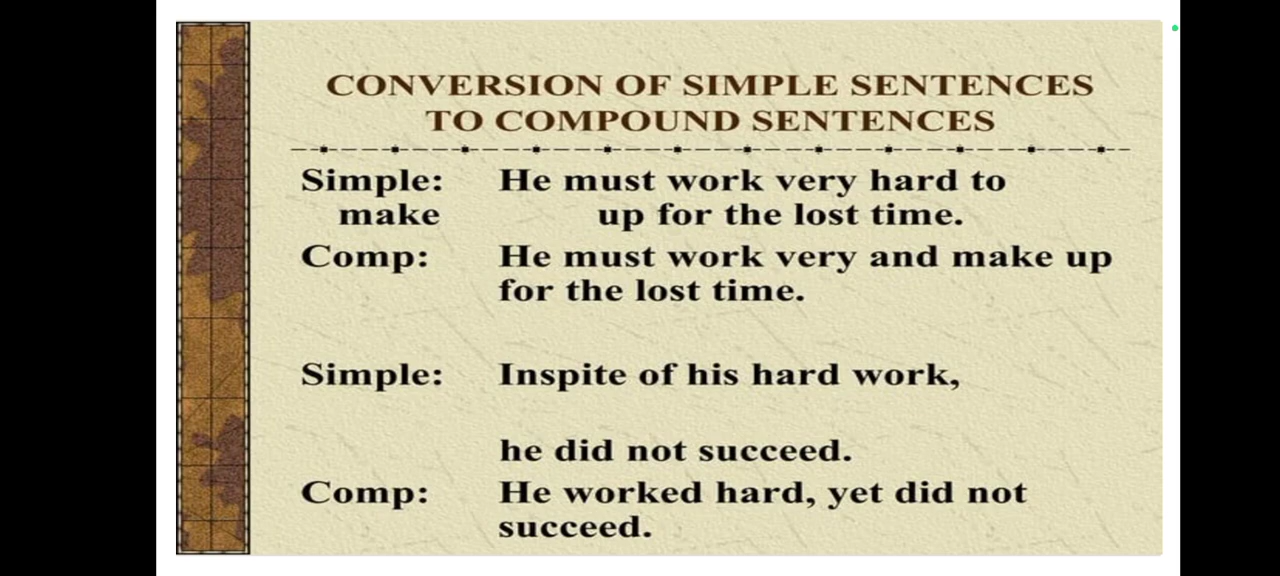 CONVERSION OF SIMPLE SENTENCES
TO COMPOUND SENTENCES
Simple: He must work very hard to
make up for the lost time.
Comp: He must work very and make up
for the lost time.
Simple: Inspite of his hard work,
he did not succeed.
Comp: He worked hard, yet did not
succeed.